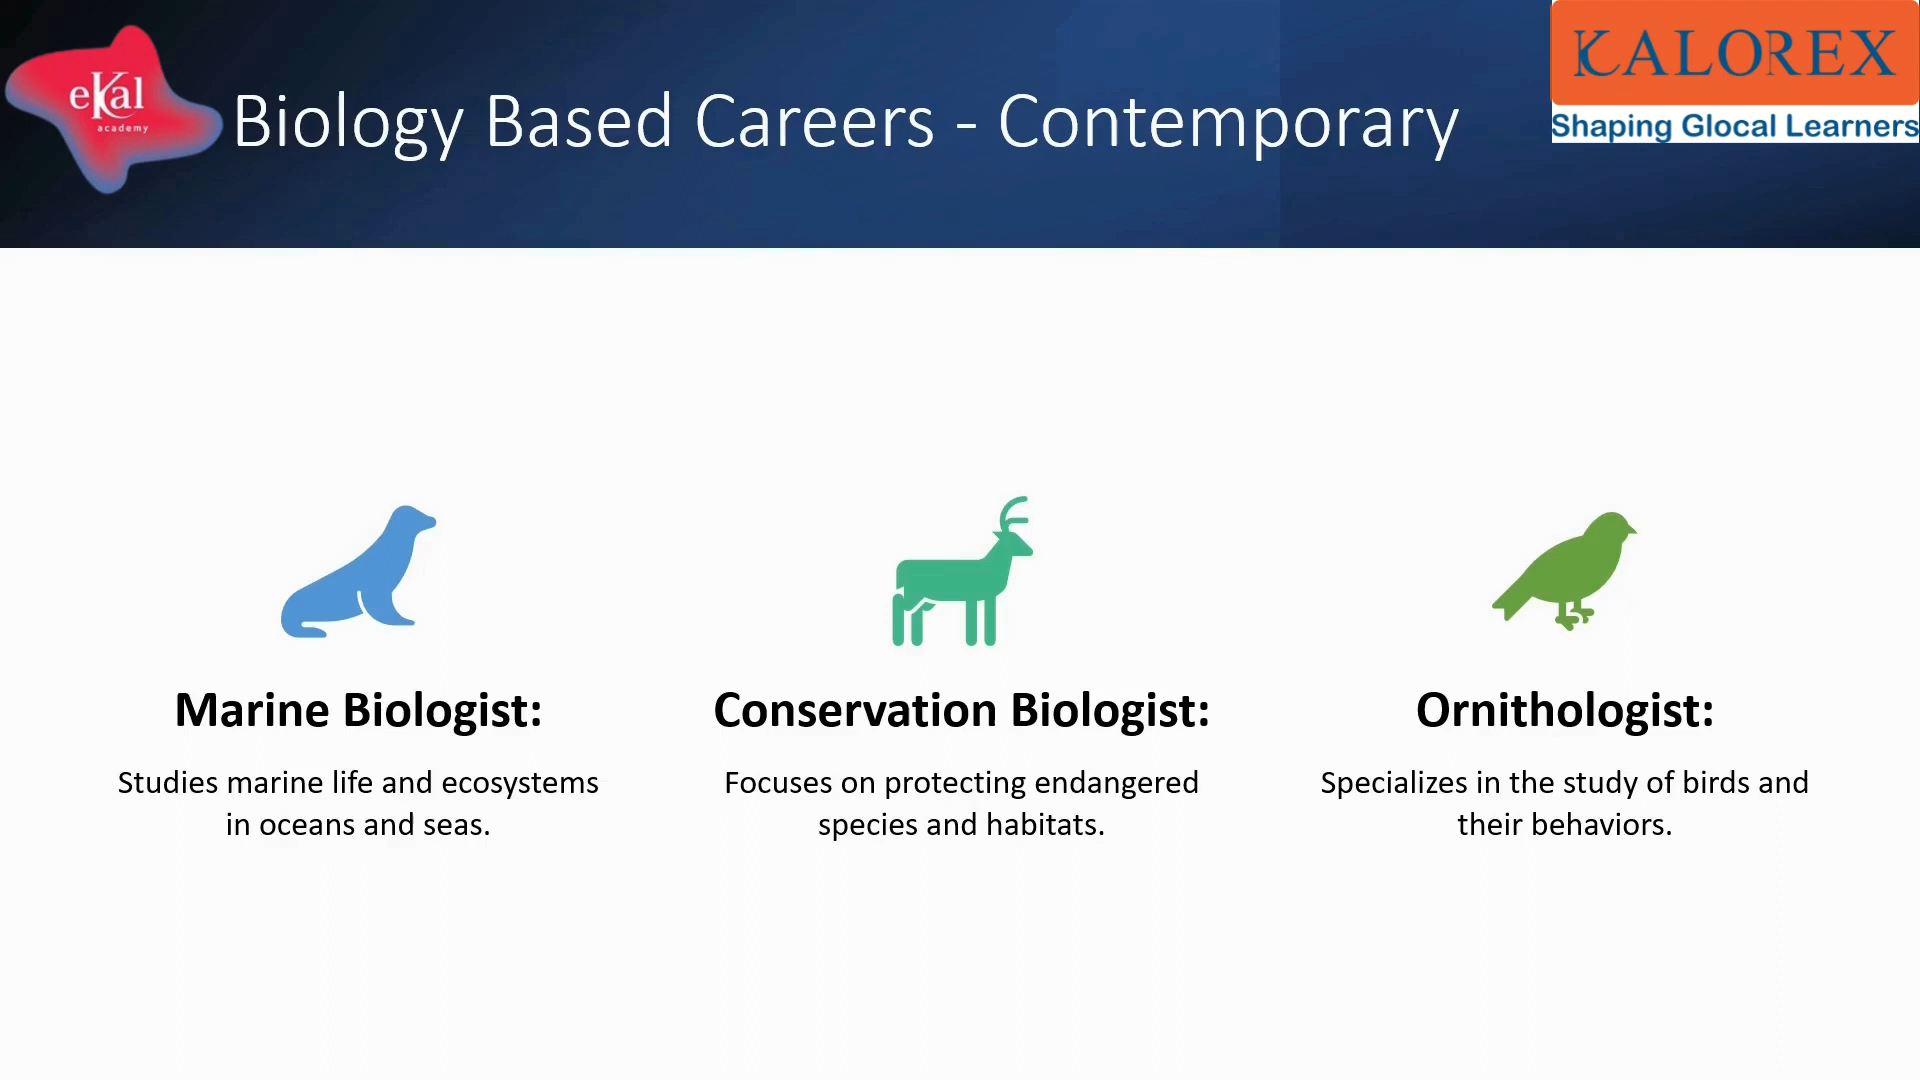 eKal
academy
Biology Based Careers - Contemporary
KALOREX
Shaping Glocal Learners
Marine Biologist:
Studies marine life and ecosystems
in oceans and seas.
Conservation Biologist:
Focuses on protecting endangered
species and habitats.
Ornithologist:
Specializes in the study of birds and
their behaviors.